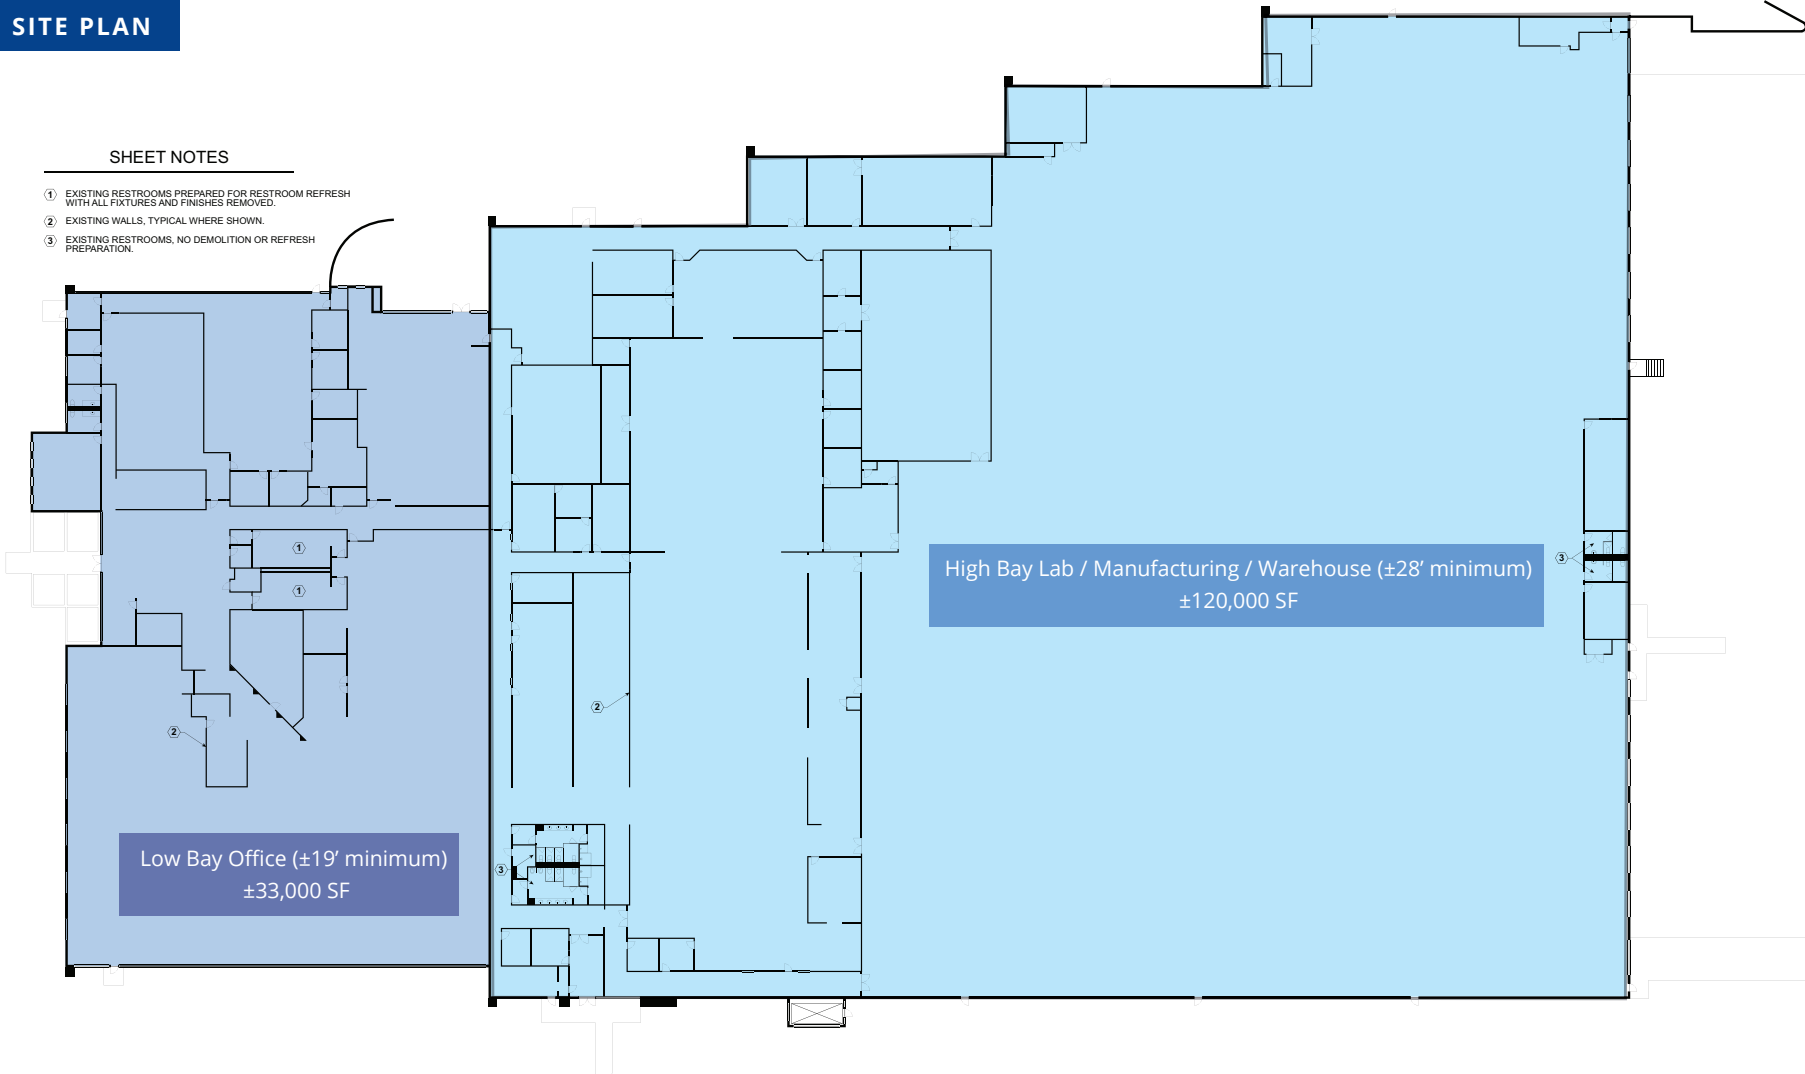 SITE PLAN
SHEET NOTES
1 EXISTING RESTROOMS PREPARED FOR RESTROOM REFRESH
WITH ALL FIXTURES AND FINISHES REMOVED.
2 EXISTING WALLS, TYPICAL WHERE SHOWN.
3 EXISTING RESTROOMS, NO DEMOLITION OR REFRESH
PREPARATION.
1
1
3
High Bay Lab / Manufacturing / Warehouse (±28’ minimum)
±120,000 SF
2
2
Low Bay Office (±19’ minimum)
±33,000 SF
3